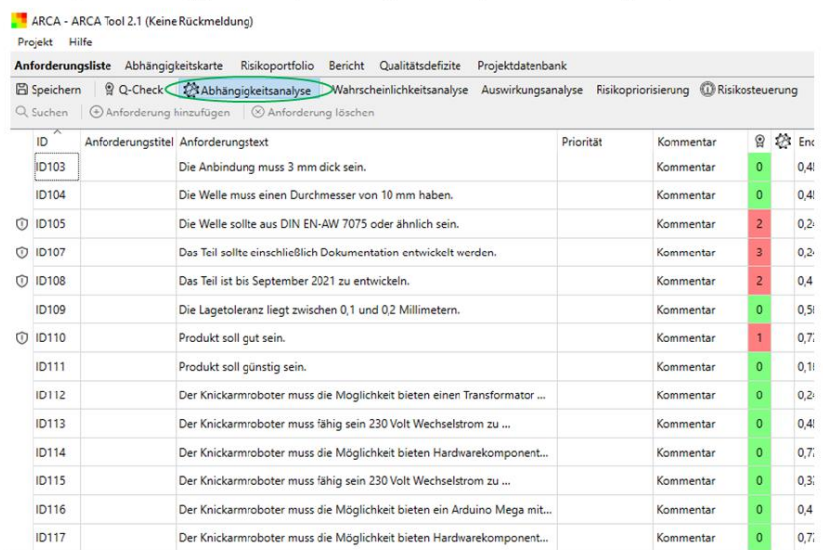 ARCA - ARCA Tool 2.1 (Keine Rückmeldung)
Projekt Hilfe
Anforderungsliste Abhängigkeitskarte Risikoportfolio Bericht Qualitätsdefizite Projektdatenbank
Speichern Q-Check Abhängigkeitsanalyse Wahrscheinlichkeitsanalyse Auswirkungsanalyse Risikopriorisierung Risikosteuerung
Suchen Anforderung hinzufügen Anforderung löschen
ID Anforderungstitel Anforderungstext Priorität Kommentar
ID103 Die Anbindung muss 3 mm dick sein. Kommentar 0
ID104 Die Welle muss einen Durchmesser von 10 mm haben. Kommentar 0
ID105 Die Welle sollte aus DIN EN-AW 7075 oder ähnlich sein. Kommentar 2
ID107 Das Teil sollte einschließlich Dokumentation entwickelt werden. Kommentar 3
ID108 Das Teil ist bis September 2021 zu entwickeln. Kommentar 2 0,4
ID109 Die Lagetoleranz liegt zwischen 0,1 und 0,2 Millimetern. Kommentar 0
ID110 Produkt soll gut sein. Kommentar 1
ID111 Produkt soll günstig sein. Kommentar 0
ID112 Der Knickarmroboter muss die Möglichkeit bieten einen Transformator ... Kommentar 0
ID113 Der Knickarmroboter muss fähig sein 230 Volt Wechselstrom zu ... Kommentar 0
ID114 Der Knickarmroboter muss die Möglichkeit bieten Hardwarekomponent... Kommentar 0
ID115 Der Knickarmroboter muss fähig sein 230 Volt Wechselstrom zu ... Kommentar 0
ID116 Der Knickarmroboter muss die Möglichkeit bieten ein Arduino Mega mit... Kommentar 0 0,4
ID117 Der Knickarmroboter muss die Möglichkeit bieten Hardwarekomponent... Kommentar 0